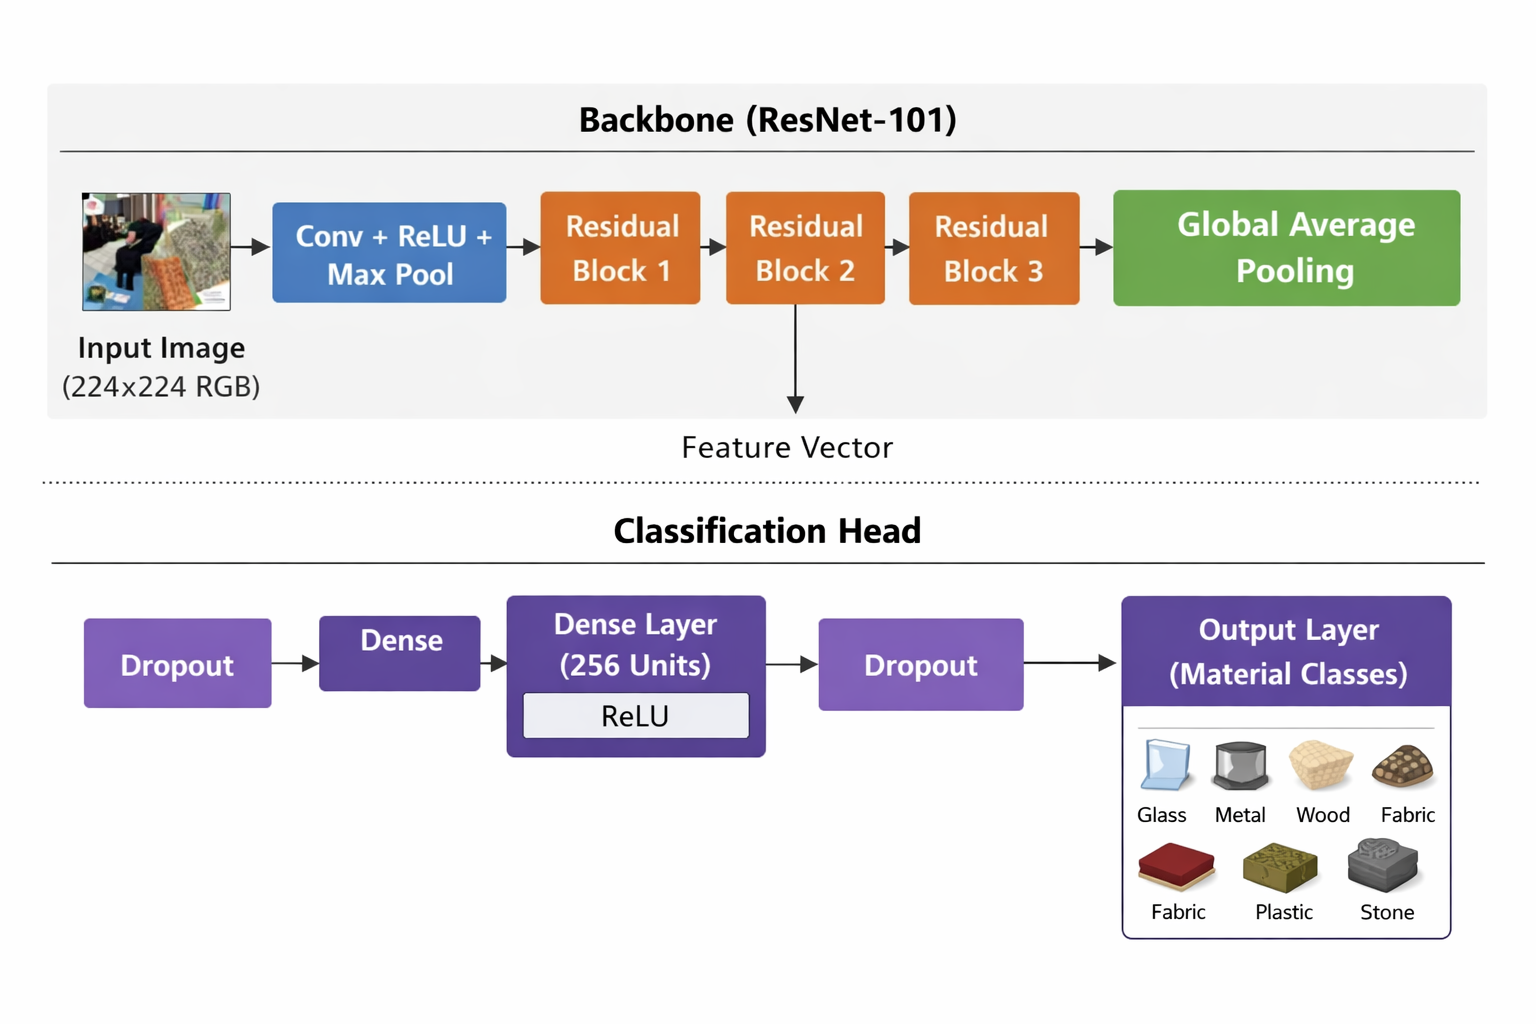 Backbone (ResNet-101)
Conv + ReLU +
Max Pool
Residual
Block 1
Residual
Block 2
Residual
Block 3
Global Average
Pooling
Input Image
(224x224 RGB)
Feature Vector
Classification Head
Dropout
Dense
Dense Layer
(256 Units)
ReLU
Dropout
Output Layer
(Material Classes)
Glass Metal Wood Fabric
Fabric Plastic Stone